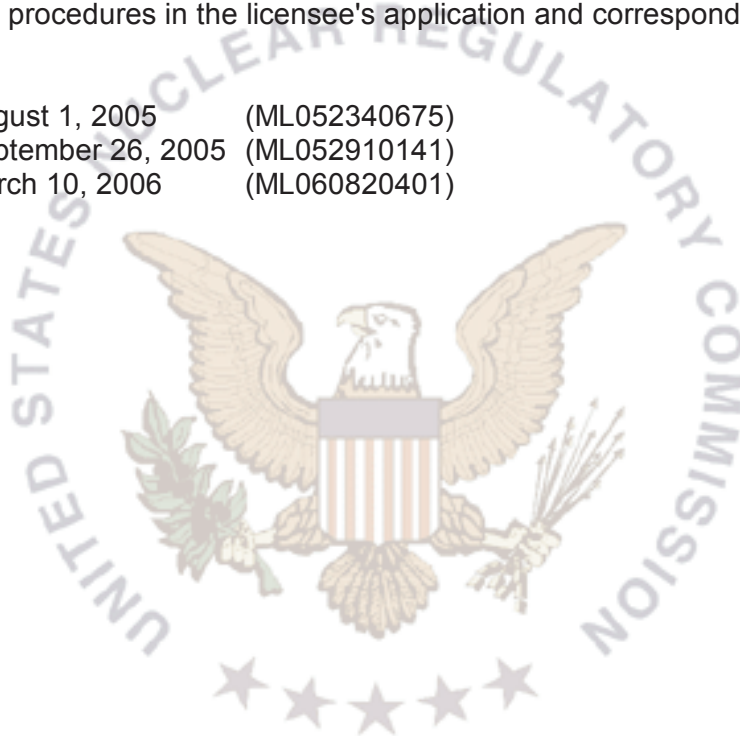 procedures in the licensee's application and correspond
gust 1, 2005 (ML052340675)
ptember 26, 2005 (ML052910141)
rch 10, 2006 (ML060820401)
UNITED STATES NUCLEAR REGULATORY COMMISSION